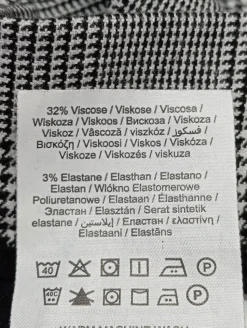 32% Viscose / Viskose / Viscosa /
Wiskoza / Viskoos / Вискоза / Viskoza /
Viskoz / Vâscoză / viszkóz / فسكوز /
Βισκόζη / Viskoosi / Viskos / Viskóza /
Viskoze / Viskozės / viskuza
3% Elastane / Elasthan / Elastano /
Elastan / Włókno Elastomerowe
Poliuretanowe / Elastaan / Élasthanne /
Эластан / Elasztán / Serat sintetik
elastane / إيلاستين / Еластан / ελαστίνη /
Elastaani / Elastāns
40
40C
P
P